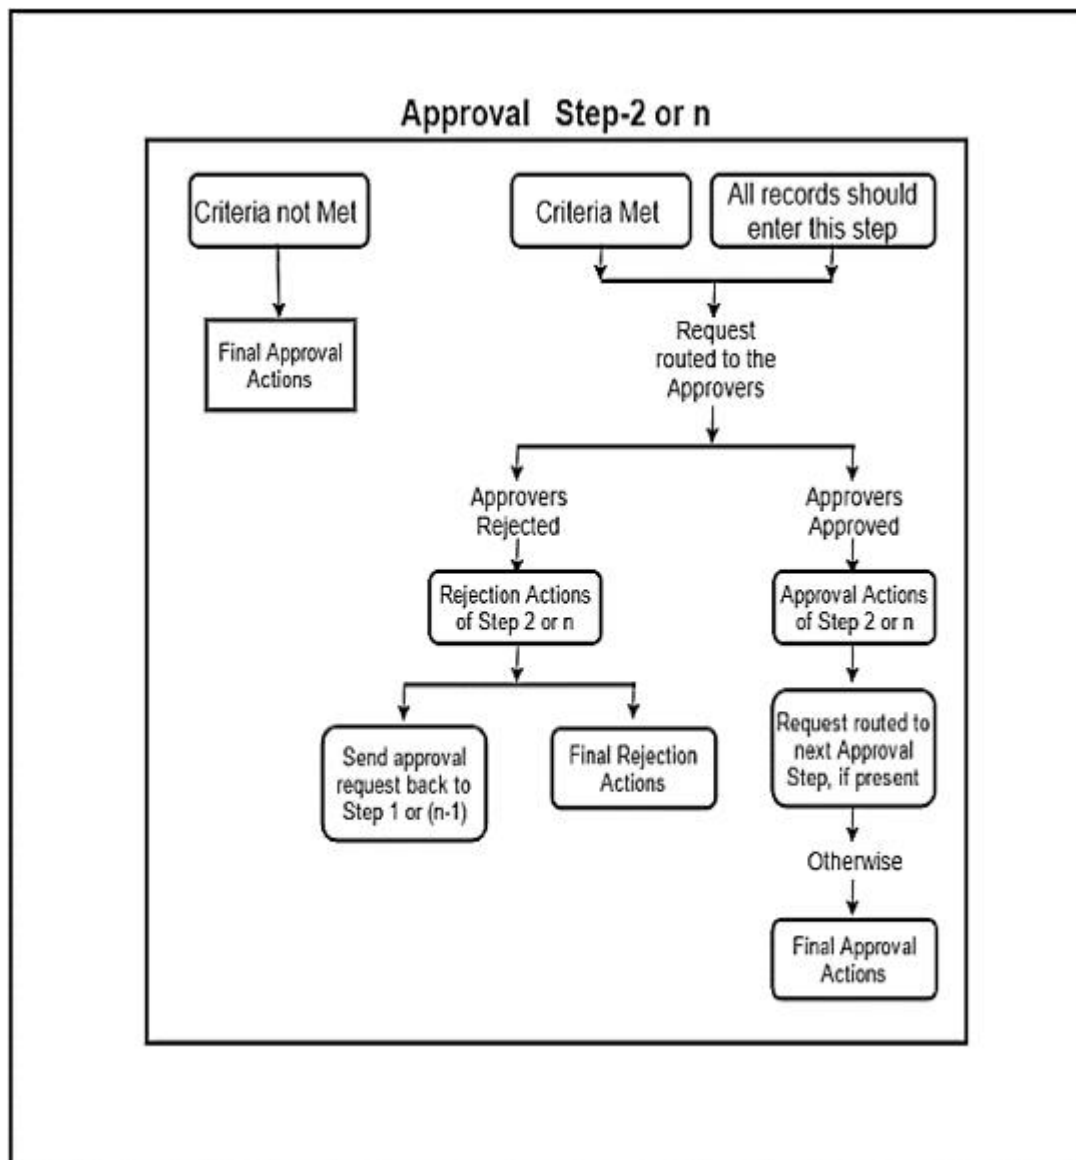 Approval Step-2 or n
Criteria not Met
Criteria Met
All records should
enter this step
Final Approval
Actions
Request
routed to the
Approvers
Approvers
Rejected
Approvers
Approved
Rejection Actions
of Step 2 or n
Approval Actions
of Step 2 or n
Send approval
request back to
Step 1 or (n-1)
Final Rejection
Actions
Request routed to
next Approval
Step, if present
Otherwise
Final Approval
Actions